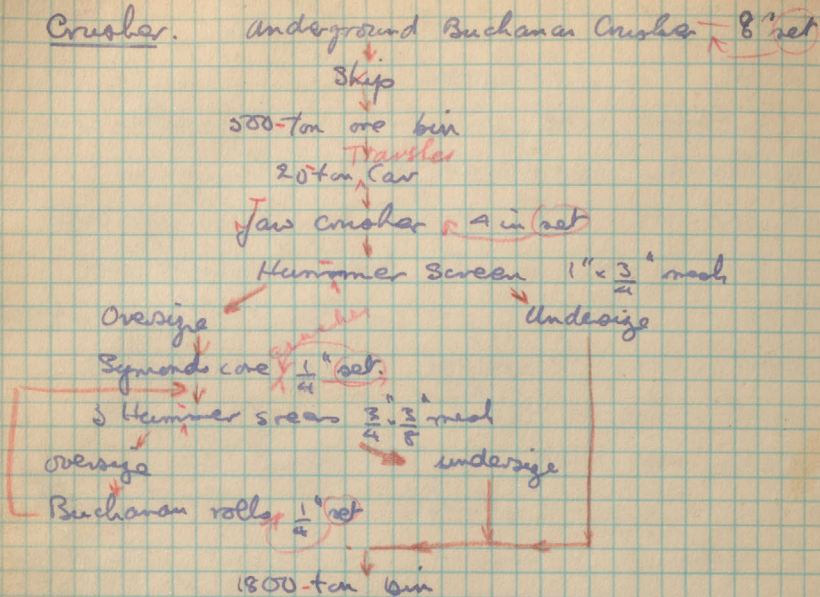 Crusher. Underground Buchanan Crusher – 8" set
Skip
500-ton ore bin
Transfer
20-ton Car
Jaw crusher 4 in set
Hummer screen 1" × 3/4" mesh
Oversize Undersize
crusher
Symonds cone 1/4" set.
3 Hummer sreens 3/4" × 3/8" mesh
oversize undersize
Buchanan rolls 1/4" set
1800-ton bin